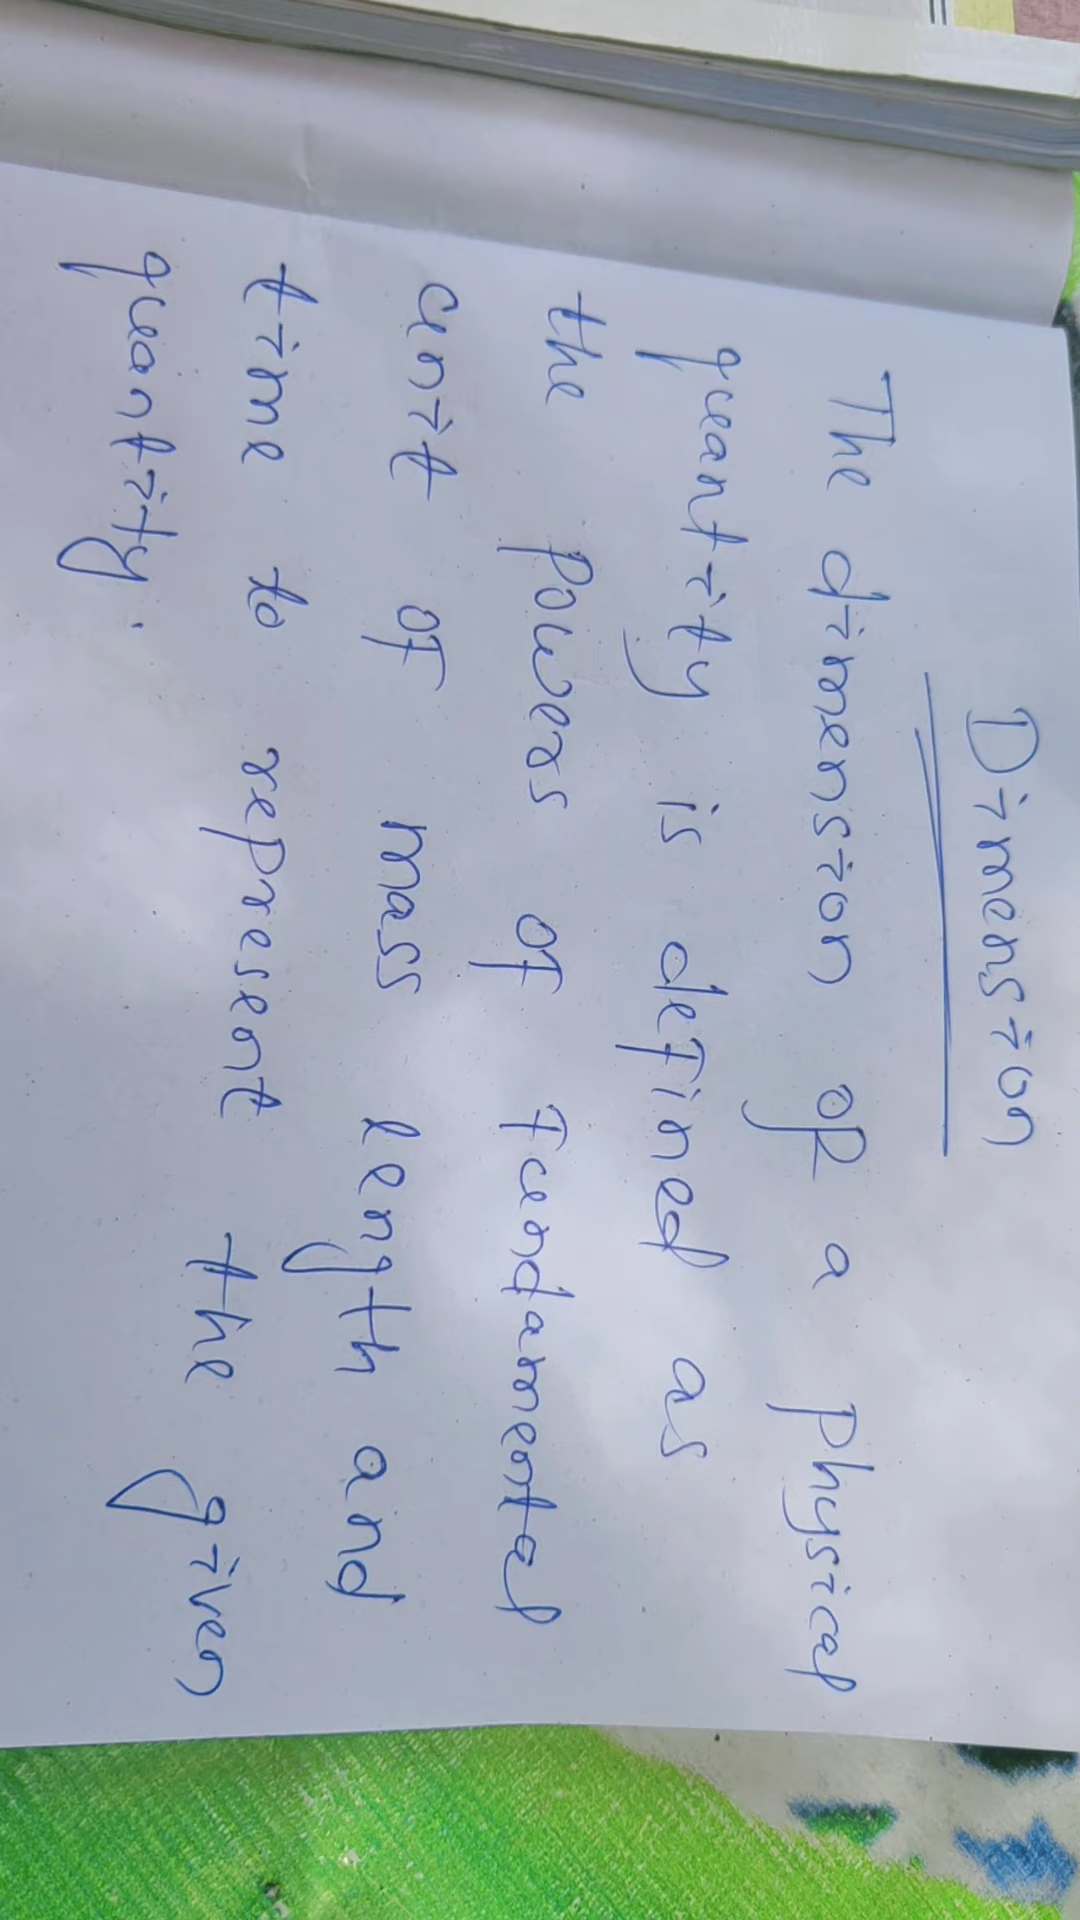 Dimension
The dimension of a physical
quantity is defined as
the powers of fundamental
unit of mass length and
time to represent the given
quantity.